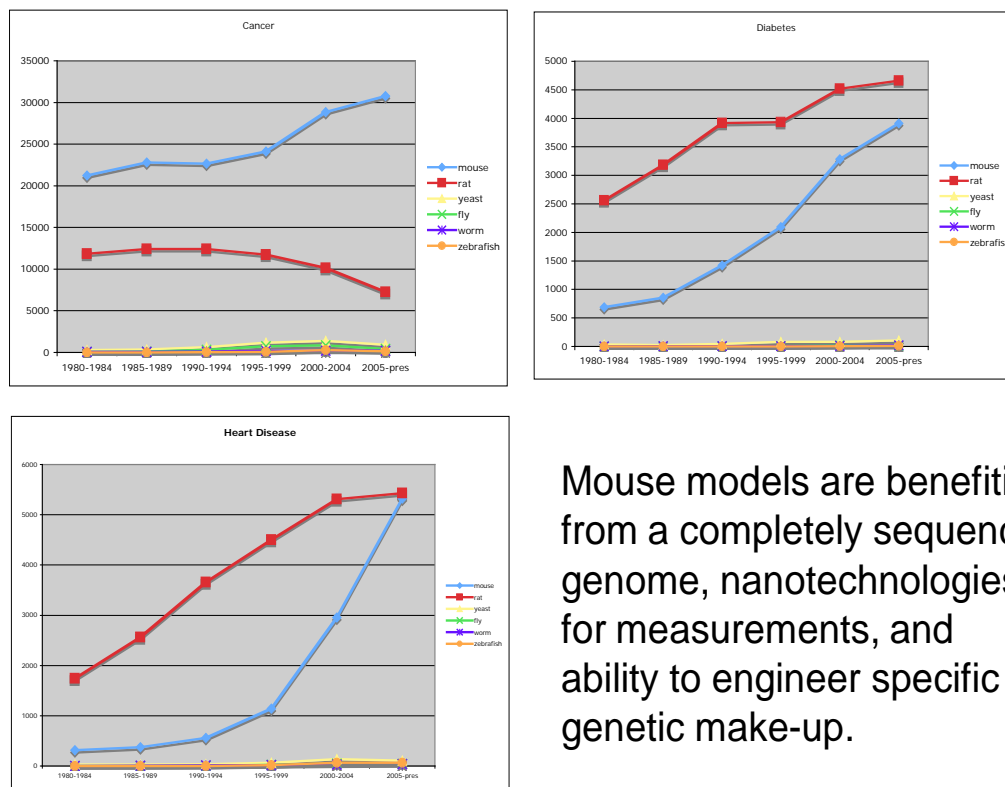 Cancer
35000
30000
25000
20000
15000
10000
5000
0
1980-1984 1985-1989 1990-1994 1995-1999 2000-2004 2005-pres
mouse
rat
yeast
fly
worm
zebrafish
Diabetes
5000
4500
4000
3500
3000
2500
2000
1500
1000
500
0
1980-1984 1985-1989 1990-1994 1995-1999 2000-2004 2005-pres
mouse
rat
yeast
fly
worm
zebrafis
Heart Disease
6000
5000
4000
3000
2000
1000
0
1980-1984 1985-1989 1990-1994 1995-1999 2000-2004 2005-pres
mouse
rat
yeast
fly
worm
zebrafish
Mouse models are benefiti
from a completely sequenc
genome, nanotechnologies
for measurements, and
ability to engineer specific
genetic make-up.